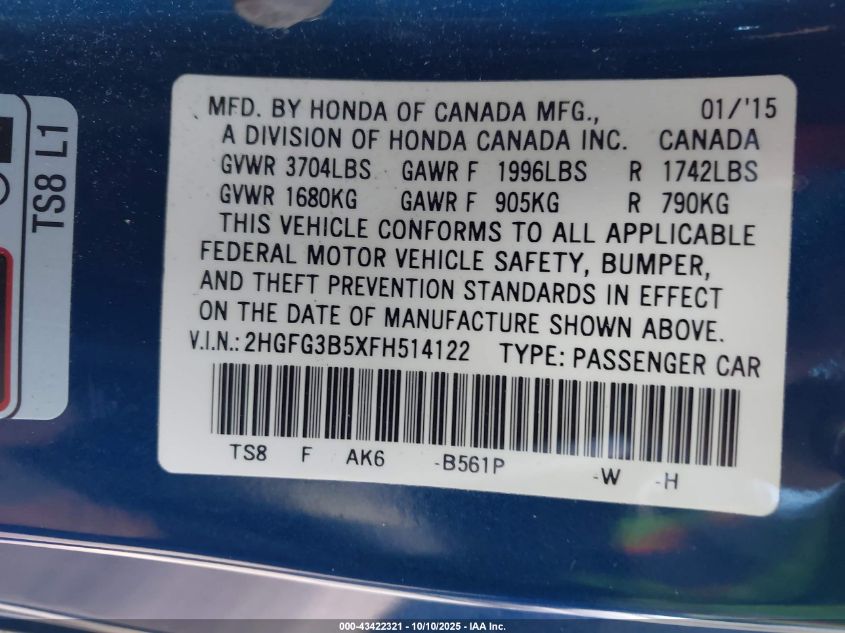 MFD. BY HONDA OF CANADA MFG., 01/'15
A DIVISION OF HONDA CANADA INC. CANADA
GVWR 3704LBS GAWR F 1996LBS R 1742LBS
GVWR 1680KG GAWR F 905KG R 790KG
THIS VEHICLE CONFORMS TO ALL APPLICABLE
FEDERAL MOTOR VEHICLE SAFETY, BUMPER,
AND THEFT PREVENTION STANDARDS IN EFFECT
ON THE DATE OF MANUFACTURE SHOWN ABOVE.
V.I.N.: 2HGFG3B5XFH514122 TYPE: PASSENGER CAR
TS8 F AK6 -B561P -W -H
TS8 L1
000-43422321 - 10/10/2025 - IAA Inc.